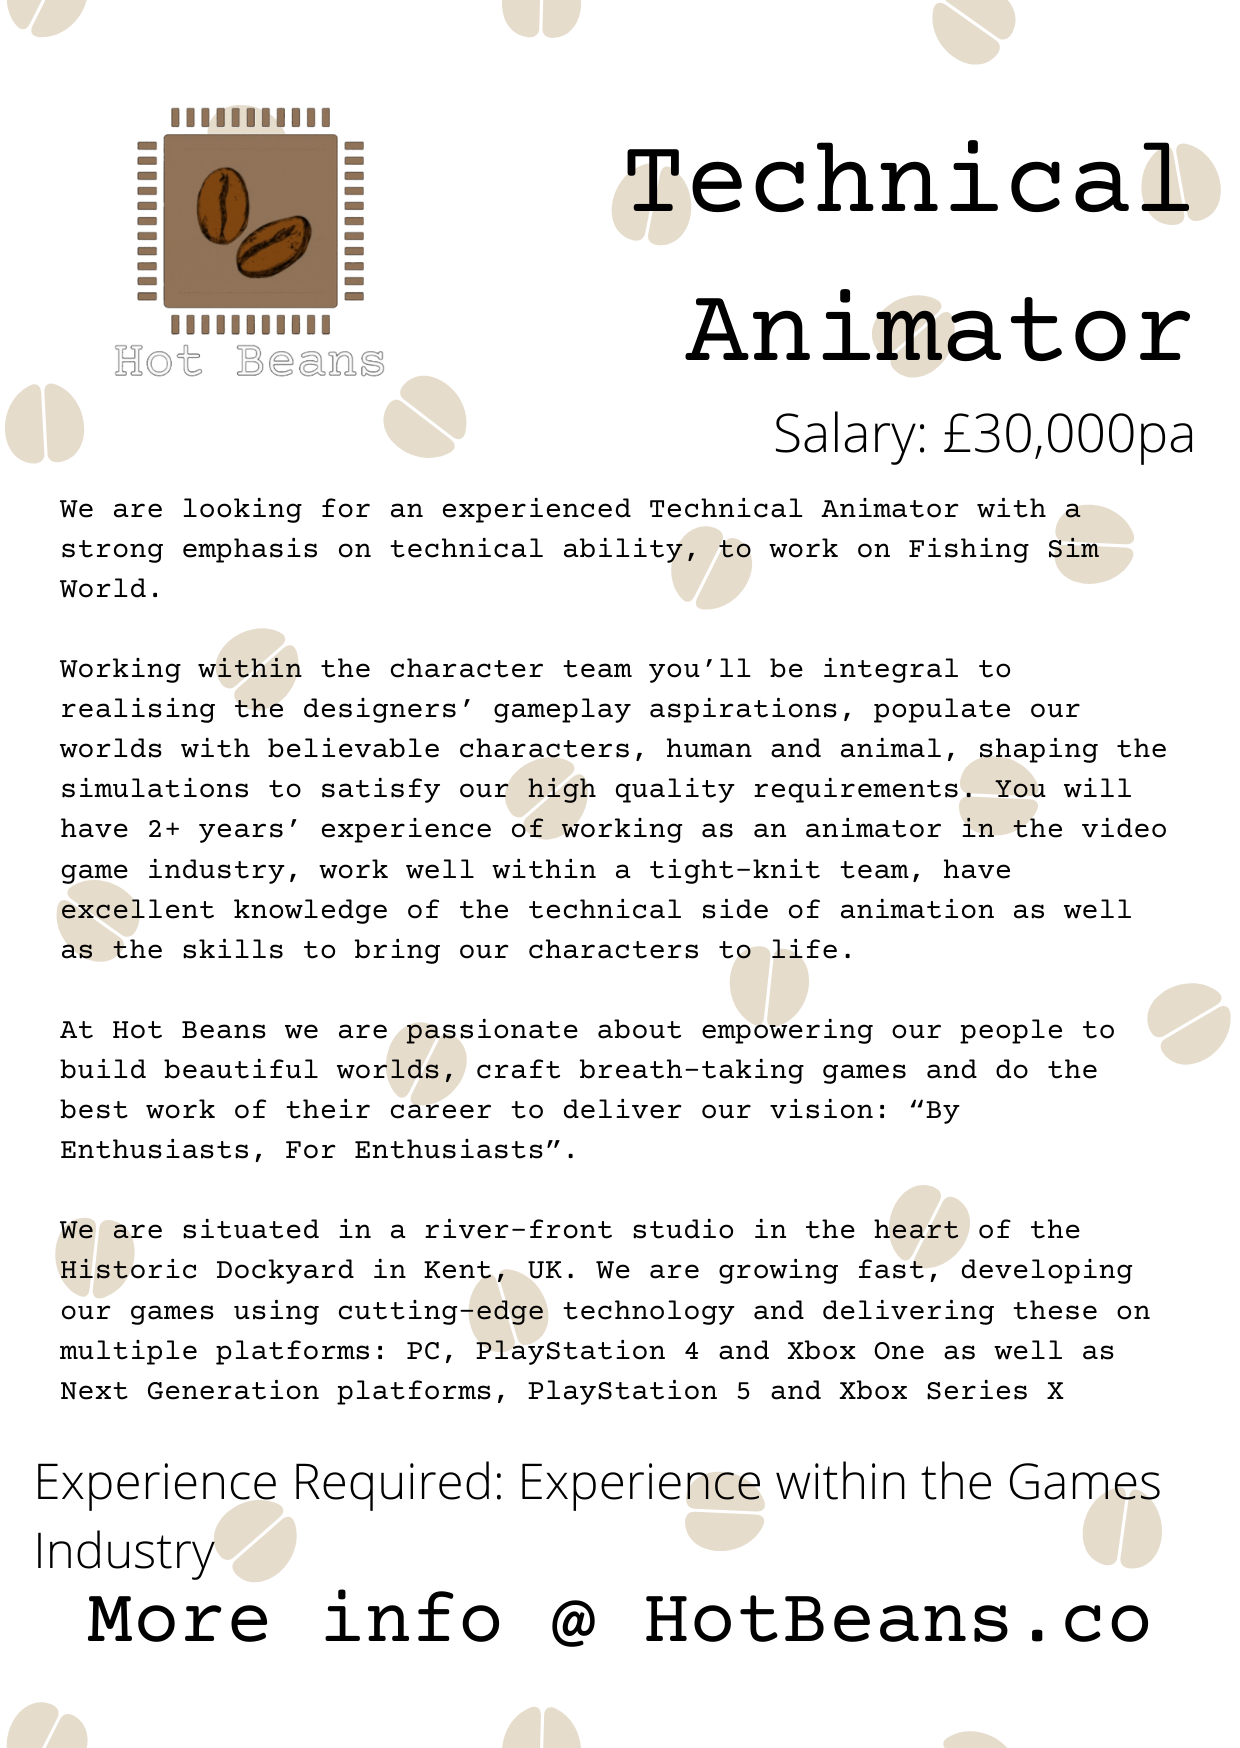 Hot Beans
Technical
Animator
Salary: £30,000pa
We are looking for an experienced Technical Animator with a
strong emphasis on technical ability, to work on Fishing Sim
World.
Working within the character team you’ll be integral to
realising the designers’ gameplay aspirations, populate our
worlds with believable characters, human and animal, shaping the
simulations to satisfy our high quality requirements. You will
have 2+ years’ experience of working as an animator in the video
game industry, work well within a tight-knit team, have
excellent knowledge of the technical side of animation as well
as the skills to bring our characters to life.
At Hot Beans we are passionate about empowering our people to
build beautiful worlds, craft breath-taking games and do the
best work of their career to deliver our vision: “By
Enthusiasts, For Enthusiasts”.
We are situated in a river-front studio in the heart of the
Historic Dockyard in Kent, UK. We are growing fast, developing
our games using cutting-edge technology and delivering these on
multiple platforms: PC, PlayStation 4 and Xbox One as well as
Next Generation platforms, PlayStation 5 and Xbox Series X
Experience Required: Experience within the Games
Industry
More info @ HotBeans.co